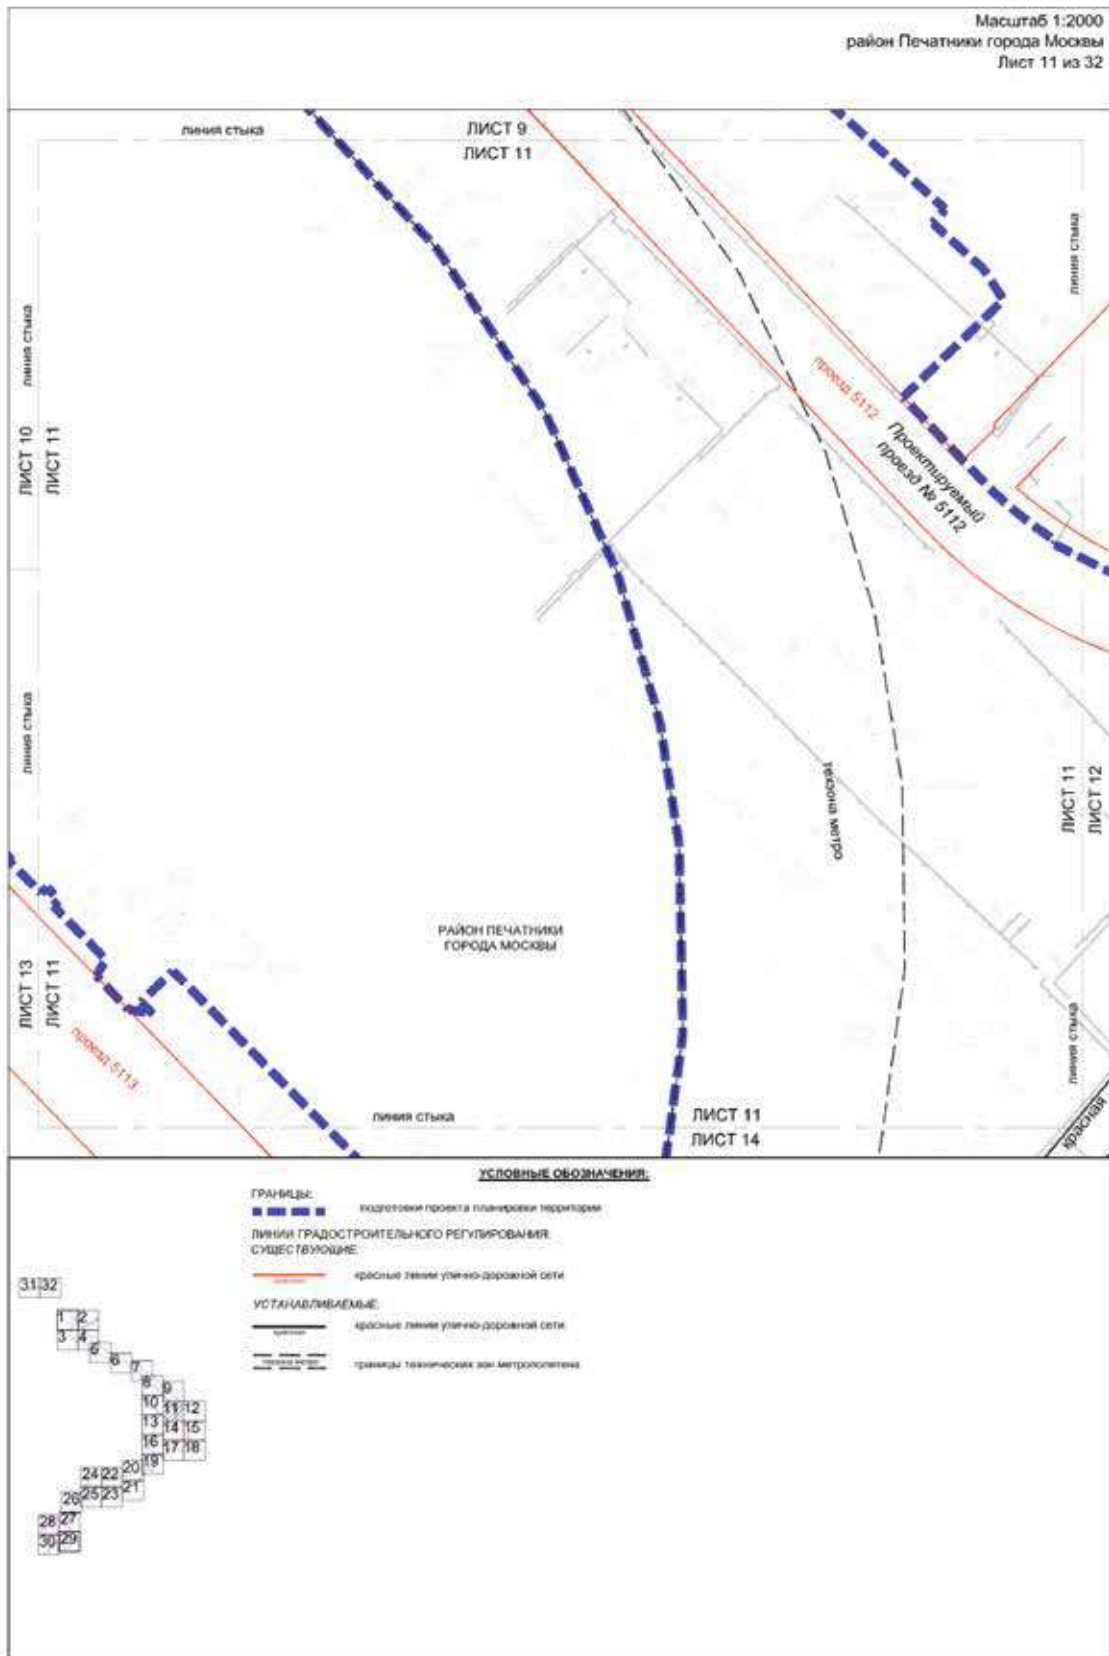 Масштаб 1:2000
район Печатники города Москвы
Лист 11 из 32
линия стыка
ЛИСТ 9
ЛИСТ 11
линия стыка
линия стыка
ЛИСТ 10
ЛИСТ 11
проезд 5112
Проектируемый
проезд № 5112
линия стыка
техзона метро
ЛИСТ 11
ЛИСТ 12
РАЙОН ПЕЧАТНИКИ
ГОРОДА МОСКВЫ
ЛИСТ 13
ЛИСТ 11
проезд 5113
линия стыка
линия стыка
ЛИСТ 11
ЛИСТ 14
красная
УСЛОВНЫЕ ОБОЗНАЧЕНИЯ:
ГРАНИЦЫ:
подготовки проекта планировки территории
ЛИНИИ ГРАДОСТРОИТЕЛЬНОГО РЕГУЛИРОВАНИЯ:
СУЩЕСТВУЮЩИЕ:
красные линии улично-дорожной сети
УСТАНАВЛИВАЕМЫЕ:
красные линии улично-дорожной сети
границы технических зон метрополитена
31 32
1 2
3 4
6
7
8 9
10 11 12
13 14 15
16 17 18
19
24 22 20
25 23 21
26
28 27
30 29